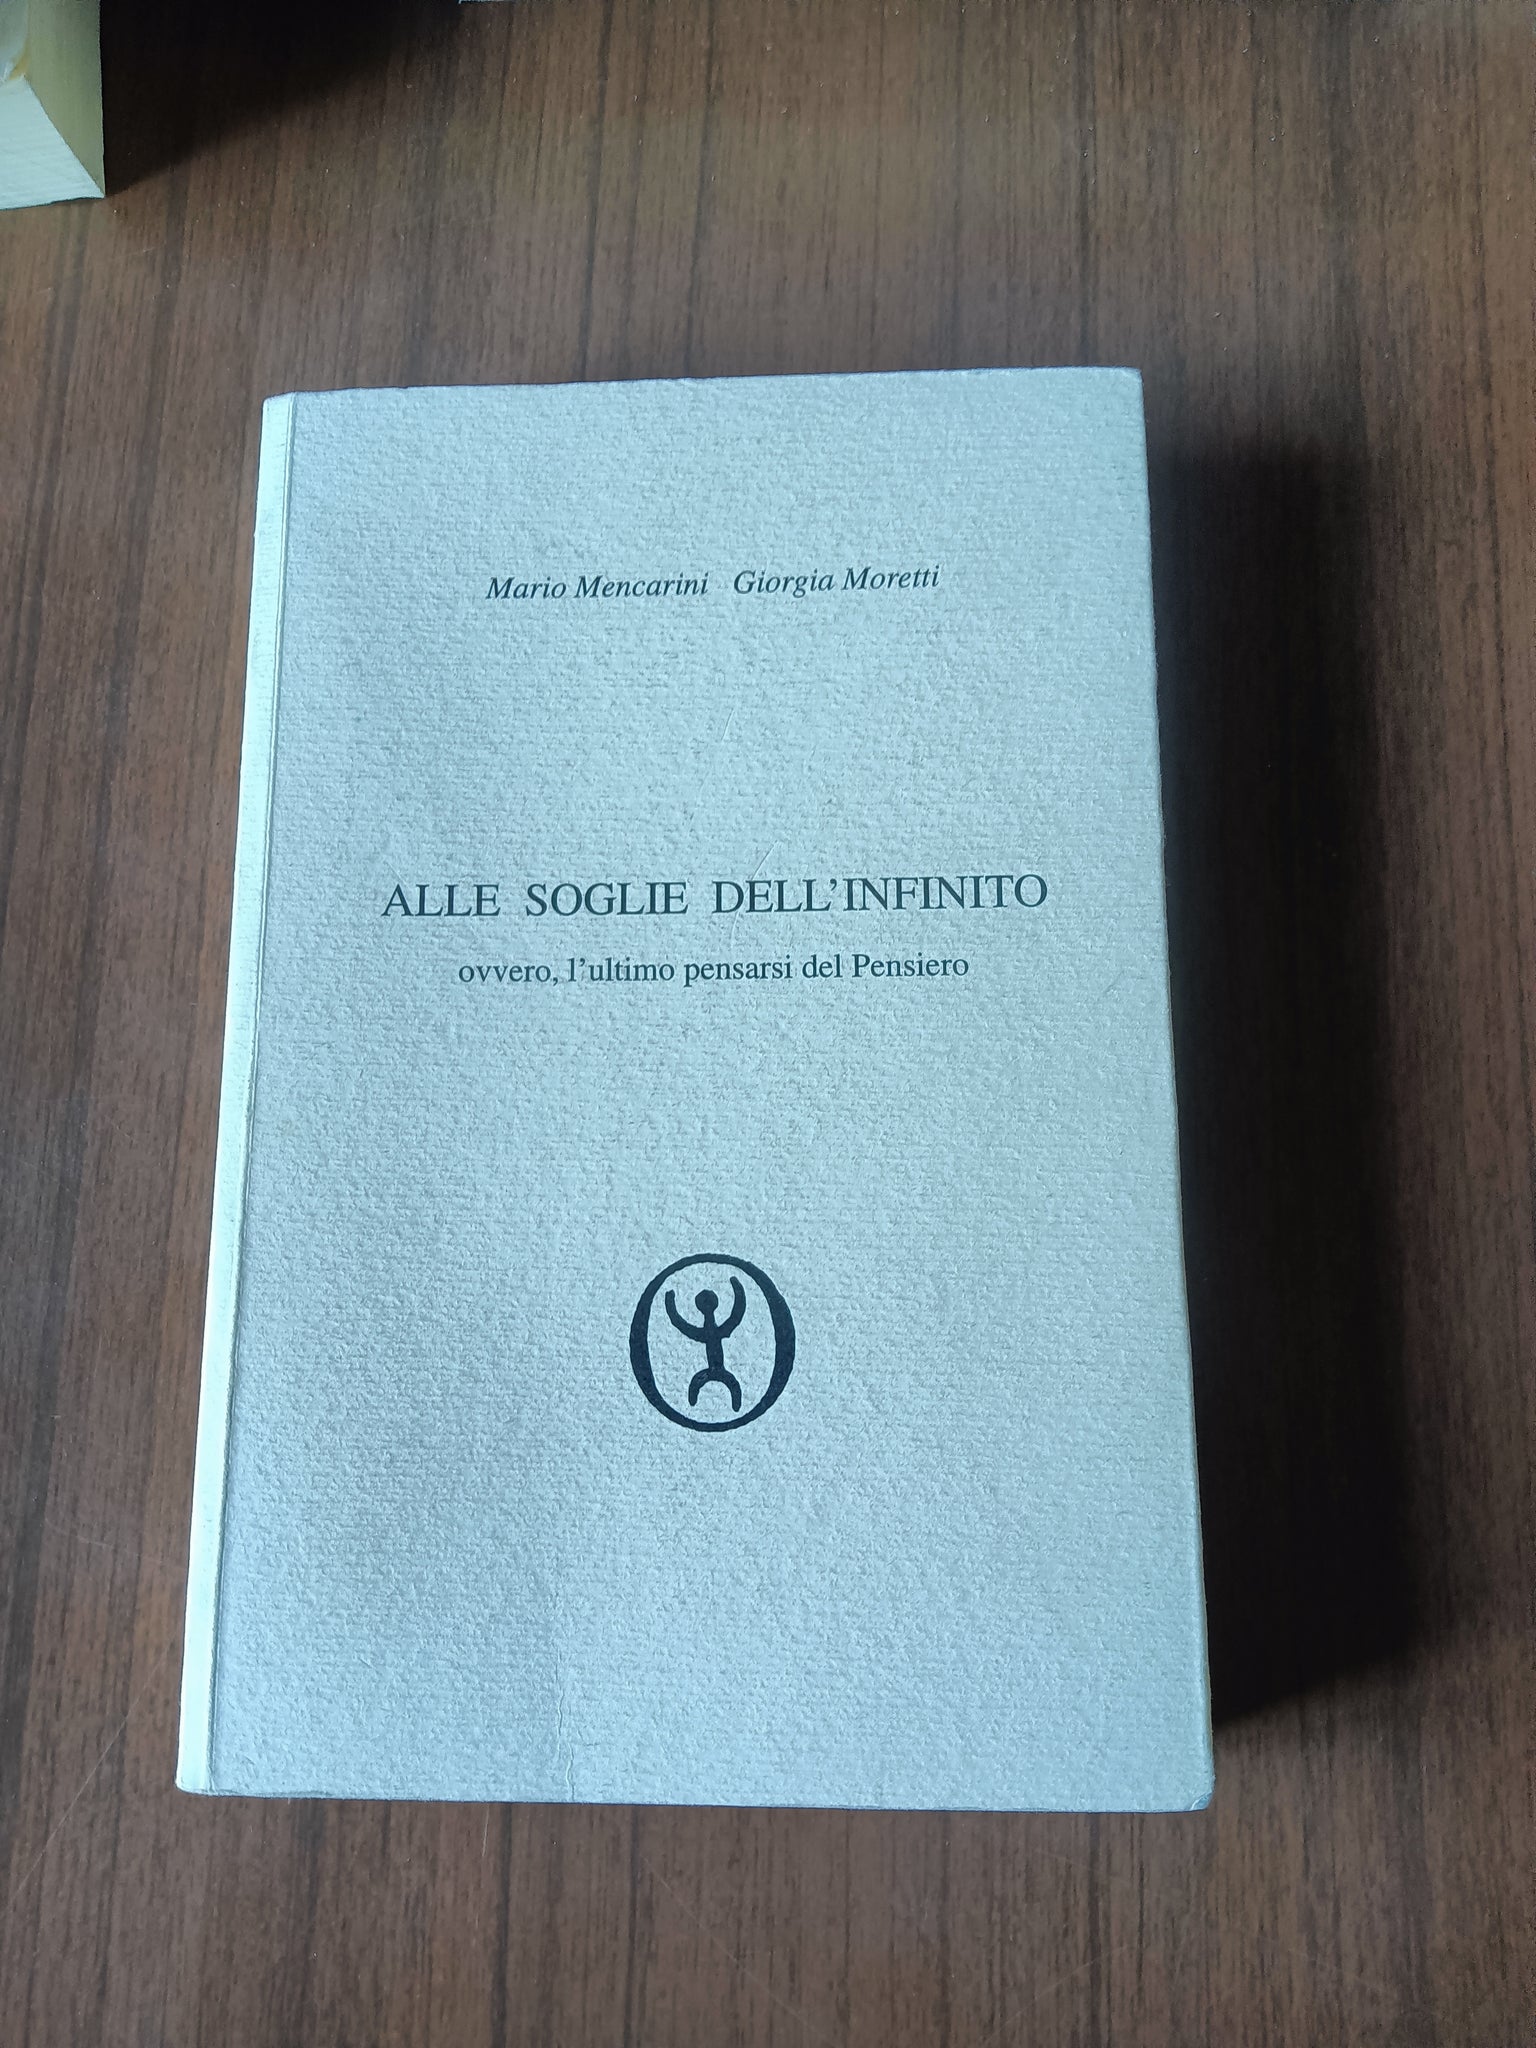 Mario Mencarini Giorgia Moretti
ALLE SOGLIE DELL’INFINITO
ovvero, l’ultimo pensarsi del Pensiero